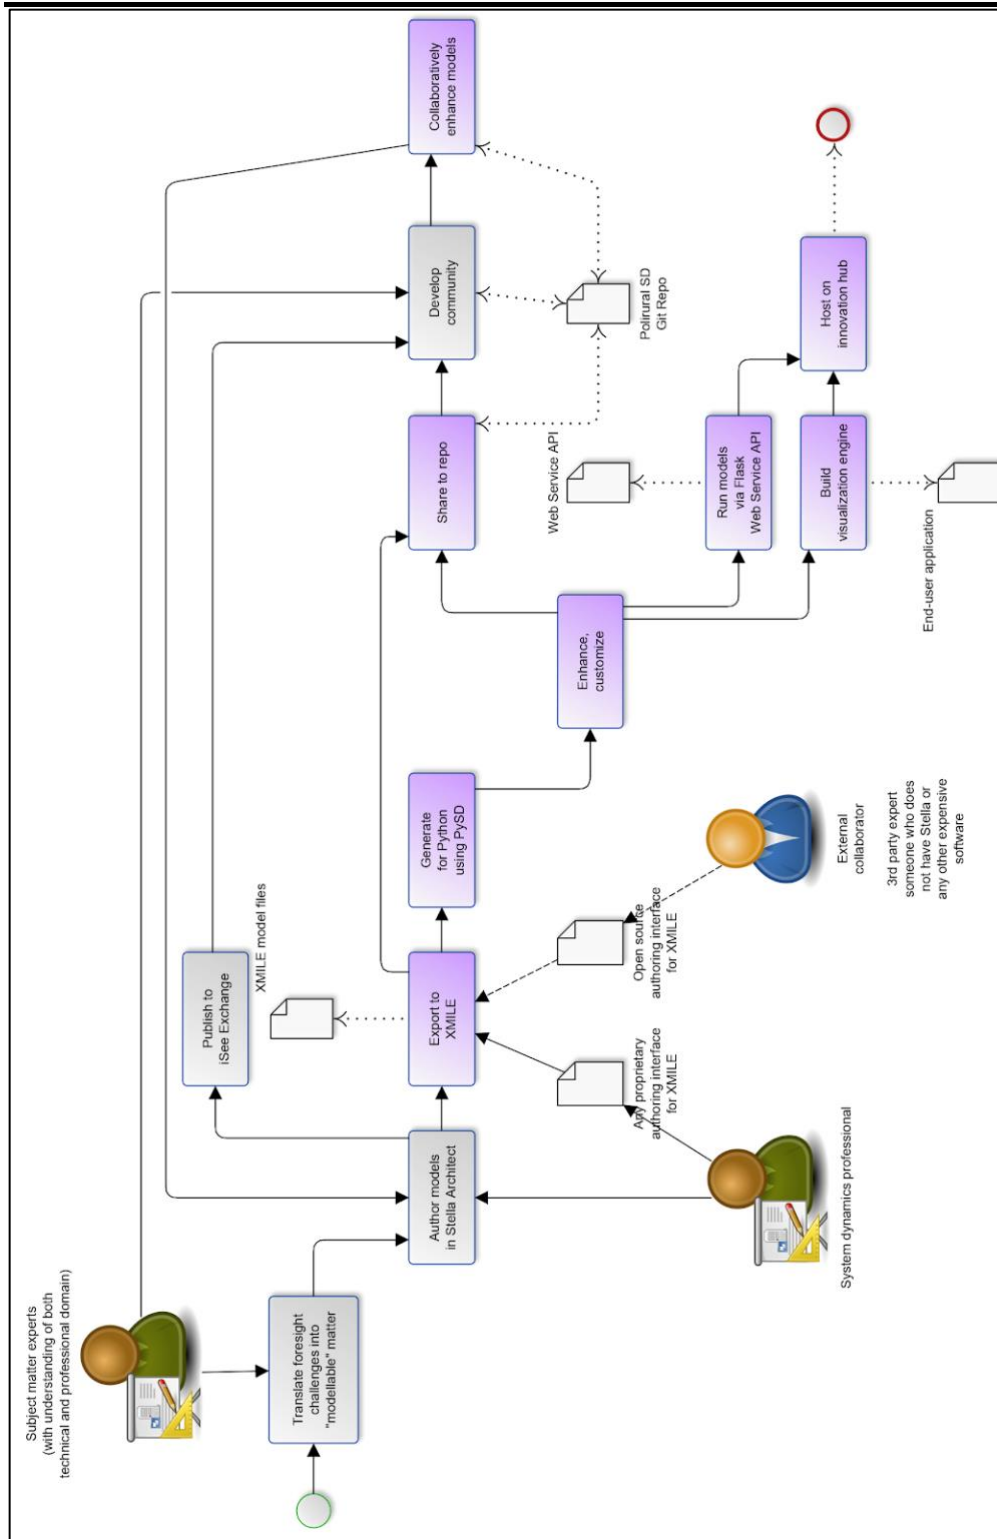 Subject matter experts
(with understanding of both
technical and professional domain)
Translate foresight
challenges into
"modellable" matter
Author models
in Stella Architect
Publish to
iSee Exchange
XMILE model files
Export to
XMILE
Any proprietary
authoring interface
for XMILE
System dynamics professional
Open source
authoring interface
for XMILE
External
collaborator
3rd party expert
someone who does
not have Stella or
any other expensive
software
Generate
for Python
using PySD
Enhance,
customize
Share to repo
Web Service API
Run models
via Flask
Web Service API
Build
visualization engine
End-user application
Develop
community
Polirural SD
Git Repo
Host on
innovation hub
Collaboratively
enhance models